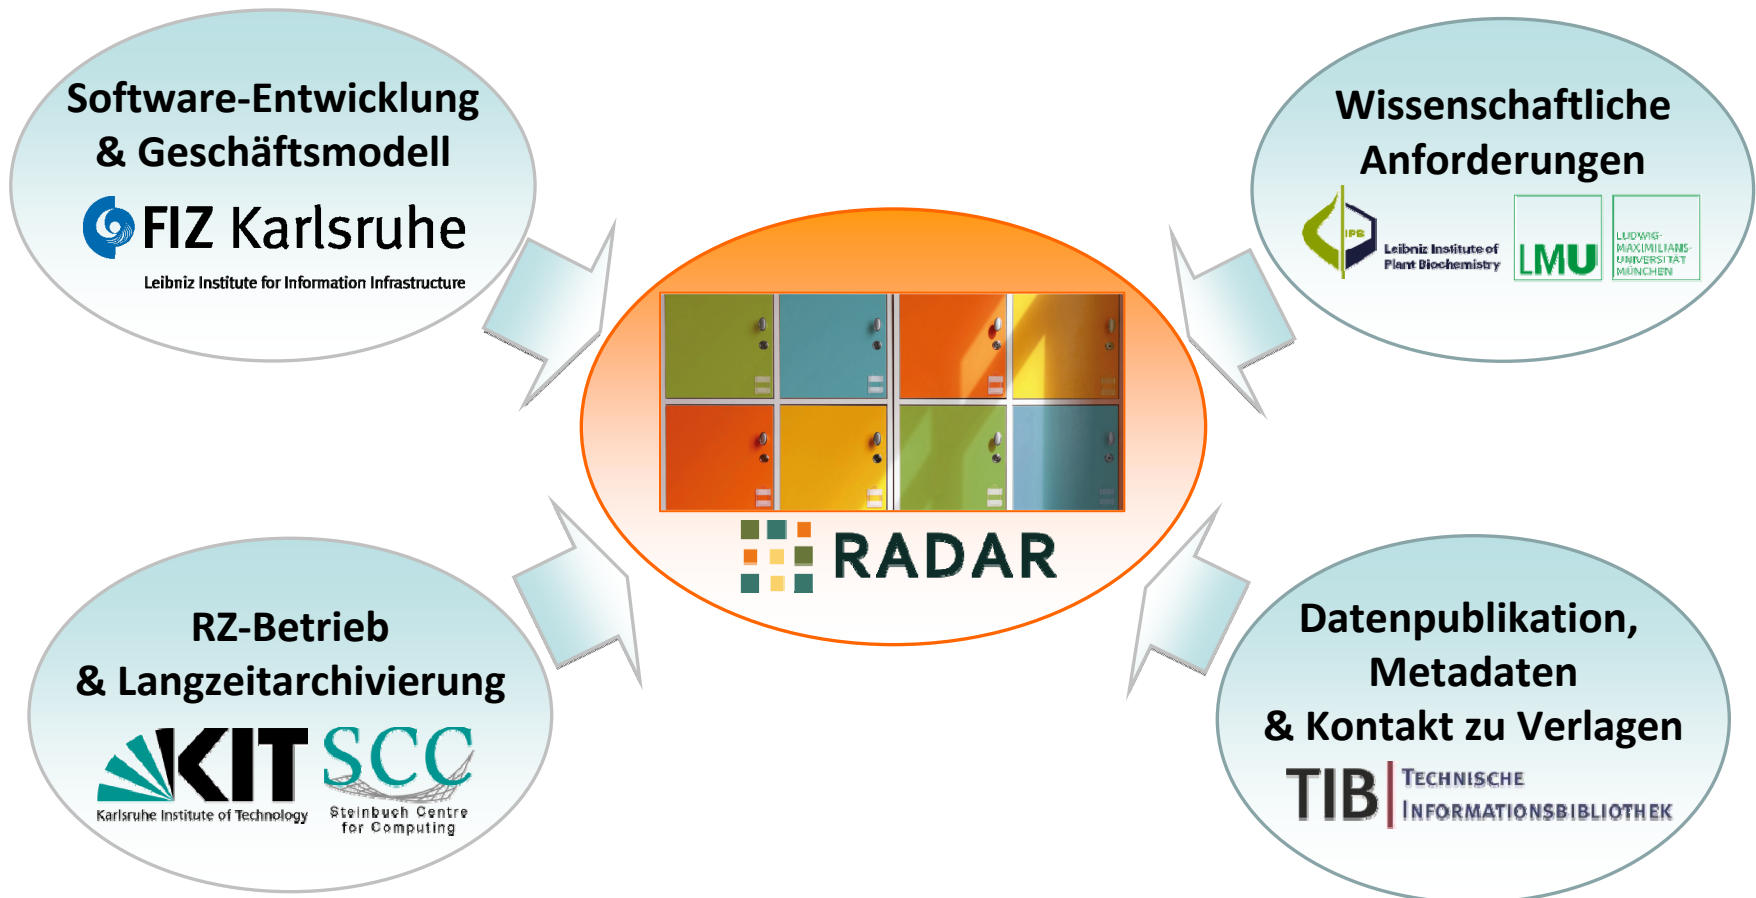 Software-Entwicklung
& Geschäftsmodell
FIZ Karlsruhe
Leibniz Institute for Information Infrastructure
Wissenschaftliche
Anforderungen
IPB
Leibniz Institute of
Plant Biochemistry
LMU
LUDWIG-
MAXIMILIANS-
UNIVERSITÄT
MÜNCHEN
RADAR
RZ-Betrieb
& Langzeitarchivierung
KIT
Karlsruhe Institute of Technology
SCC
Steinbuch Centre
for Computing
Datenpublikation,
Metadaten
& Kontakt zu Verlagen
TIB
TECHNISCHE
INFORMATIONSBIBLIOTHEK